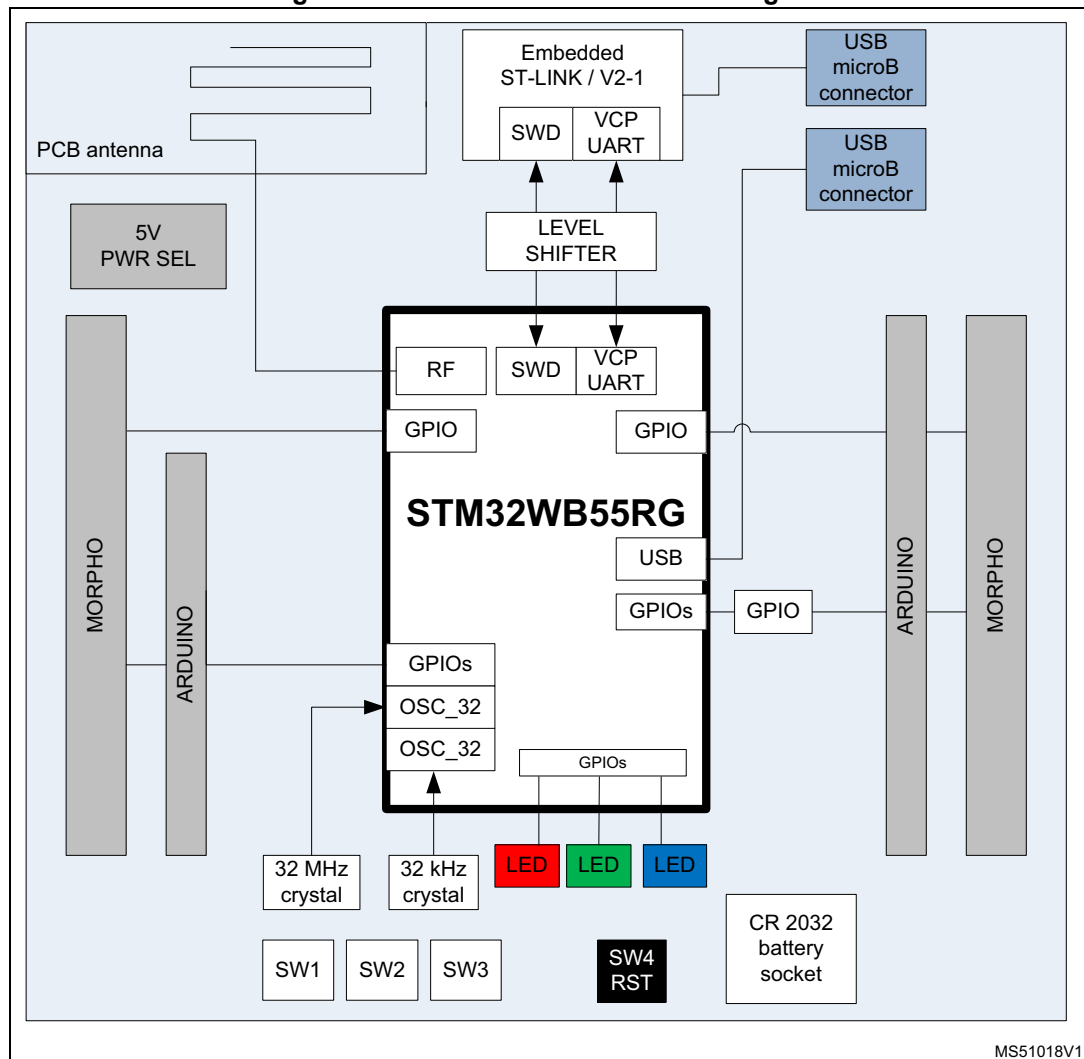 Embedded
ST-LINK / V2-1
SWD
VCP
UART
USB
microB
connector
USB
microB
connector
PCB antenna
5V
PWR SEL
LEVEL
SHIFTER
RF
SWD
VCP
UART
GPIO
GPIO
STM32WB55RG
USB
GPIOs
GPIO
MORPHO
ARDUINO
ARDUINO
MORPHO
GPIOs
OSC_32
OSC_32
GPIOs
32 MHz
crystal
32 kHz
crystal
LED
LED
LED
SW1
SW2
SW3
SW4
RST
CR 2032
battery
socket
MS51018V1